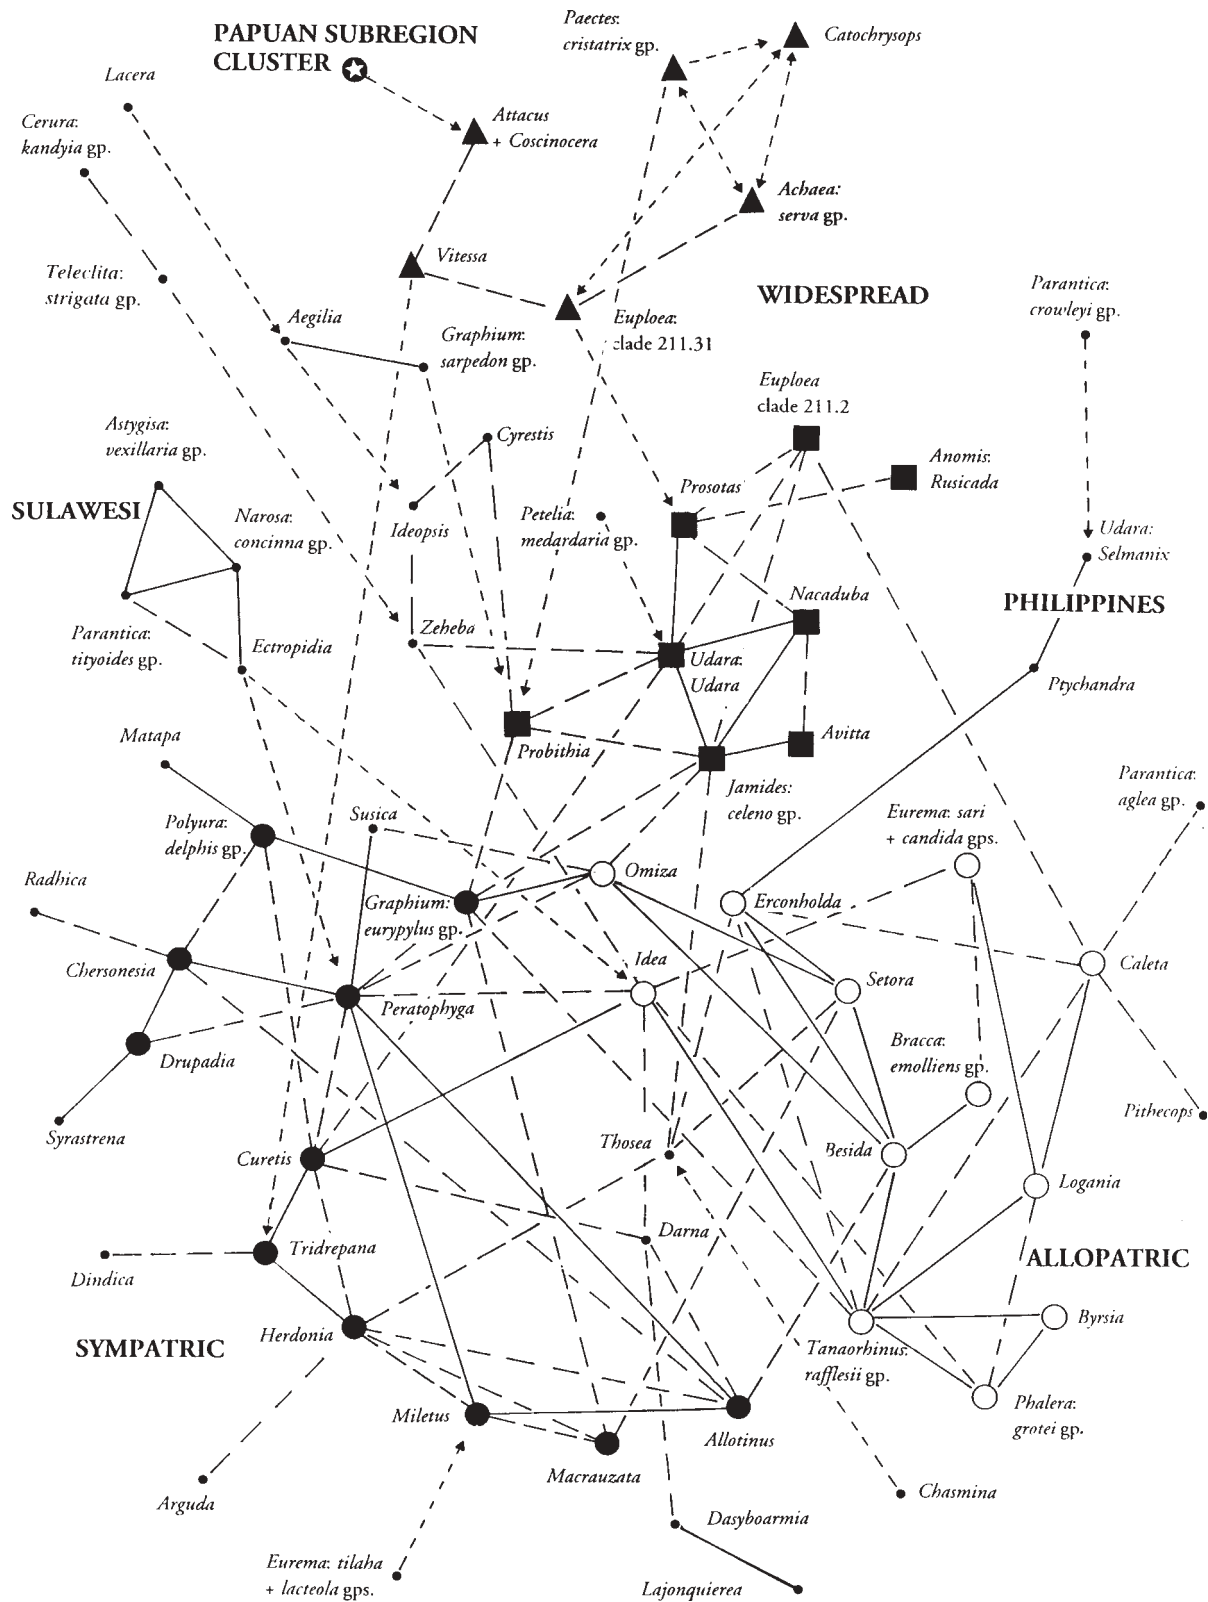 PAPUAN SUBREGION
CLUSTER
Paectes:
cristatrix gp.
Catochrysops
Lacera
Attacus
+ Coscinocera
Cerura:
kandyia gp.
Achaea:
serva gp.
Vitessa
Teleclita:
strigata gp.
WIDESPREAD
Parantica:
crowleyi gp.
Aegilia
Graphium:
sarpedon gp.
Euploea:
clade 211.31
Euploea
clade 211.2
Astygisa:
vexillaria gp.
Cyrestis
Anomis:
Rusicada
SULAWESI
Narosa:
concinna gp.
Ideopsis
Petelia:
medardaria gp.
Prosotas
Udara:
Selmanix
Nacaduba
PHILIPPINES
Parantica:
tityoides gp.
Ectropidia
Zeheba
Udara:
Udara
Ptychandra
Matapa
Probithia
Avitta
Jamides:
celeno gp.
Parantica:
aglea gp.
Polyura:
delphis gp.
Susica
Eurema: sari
+ candida gps.
Radhica
Omiza
Graphium:
eurypylus gp.
Erconholda
Chersonesia
Idea
Setora
Caleta
Peratophyga
Drupadia
Bracca:
emolliens gp.
Syrastrena
Pithecops
Curetis
Thosea
Besida
Logania
Tridrepana
Darna
Dindica
ALLOPATRIC
SYMPATRIC
Herdonia
Byrsia
Tanaorhinus:
rafflesii gp.
Miletus
Allotinus
Phalera:
grotei gp.
Macrauzata
Arguda
Chasmina
Dasyboarmia
Eurema: tilaha
+ lacteola gps.
Lajonquierea